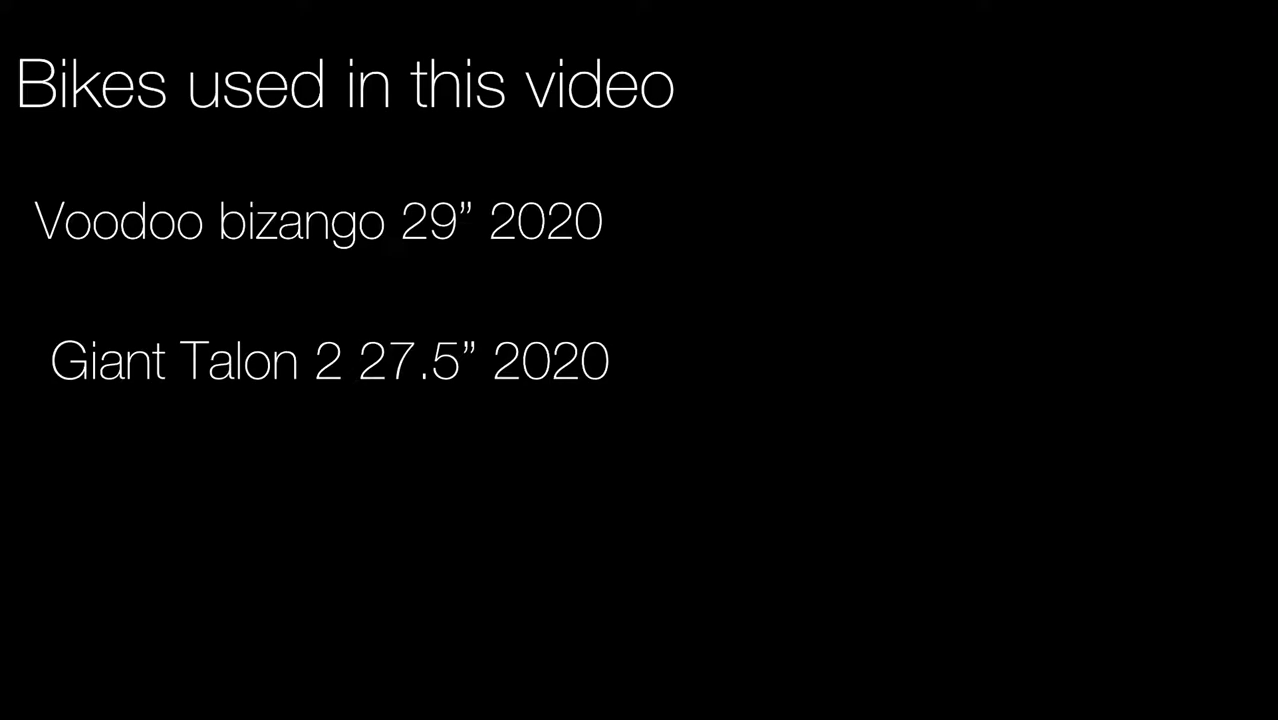 Bikes used in this video
Voodoo bizango 29” 2020
Giant Talon 2 27.5” 2020